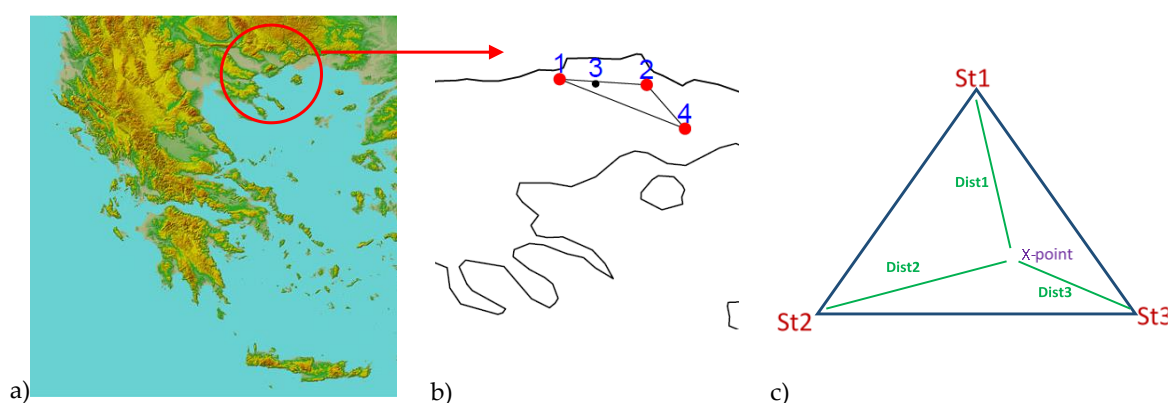 a)
b)
1
3
2
4
c)
St1
Dist1
X-point
Dist2
Dist3
St2
St3